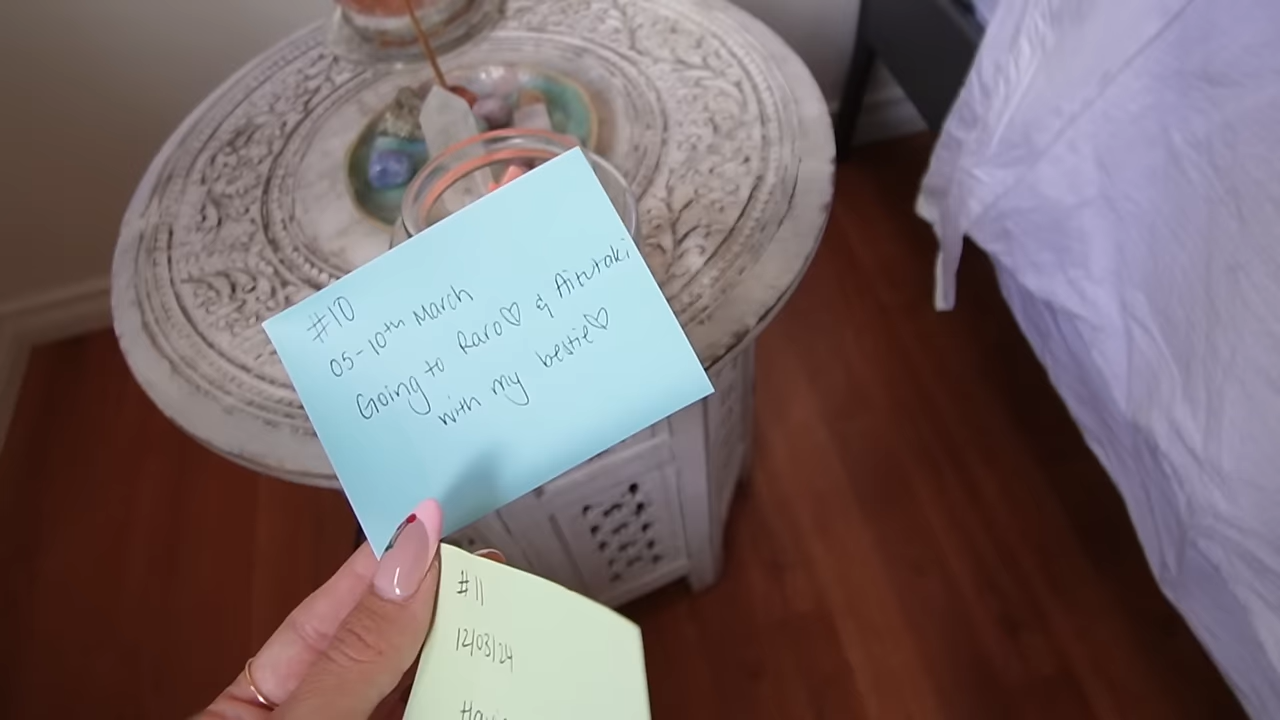 #10
05-10th March
Going to Raro♡ & Aitutaki
with my bestie♡
#11
12/03/24